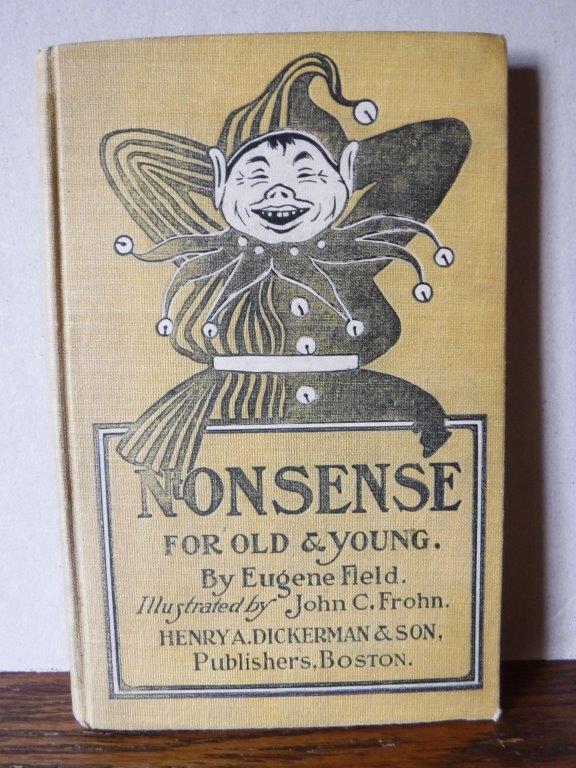 NONSENSE
FOR OLD & YOUNG.
By Eugene Field.
Illustrated by John C. Frohn.
HENRY A. DICKERMAN & SON,
Publishers, BOSTON.